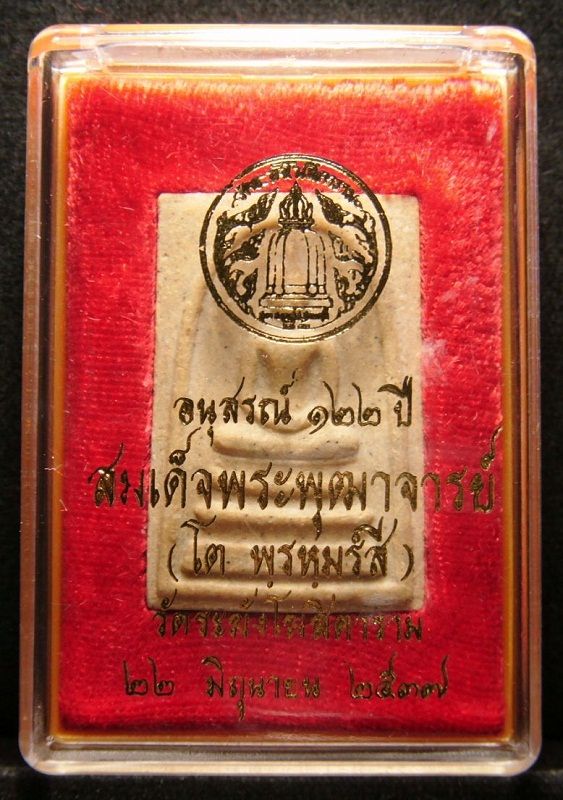 อนุสรณ์ ๑๒๒ ปี
สมเด็จพระพุฒาจารย์
(โต พฺรหฺมรํสี)
วัดระฆังโฆสิตาราม
๒๒ มิถุนายน ๒๕๓๗